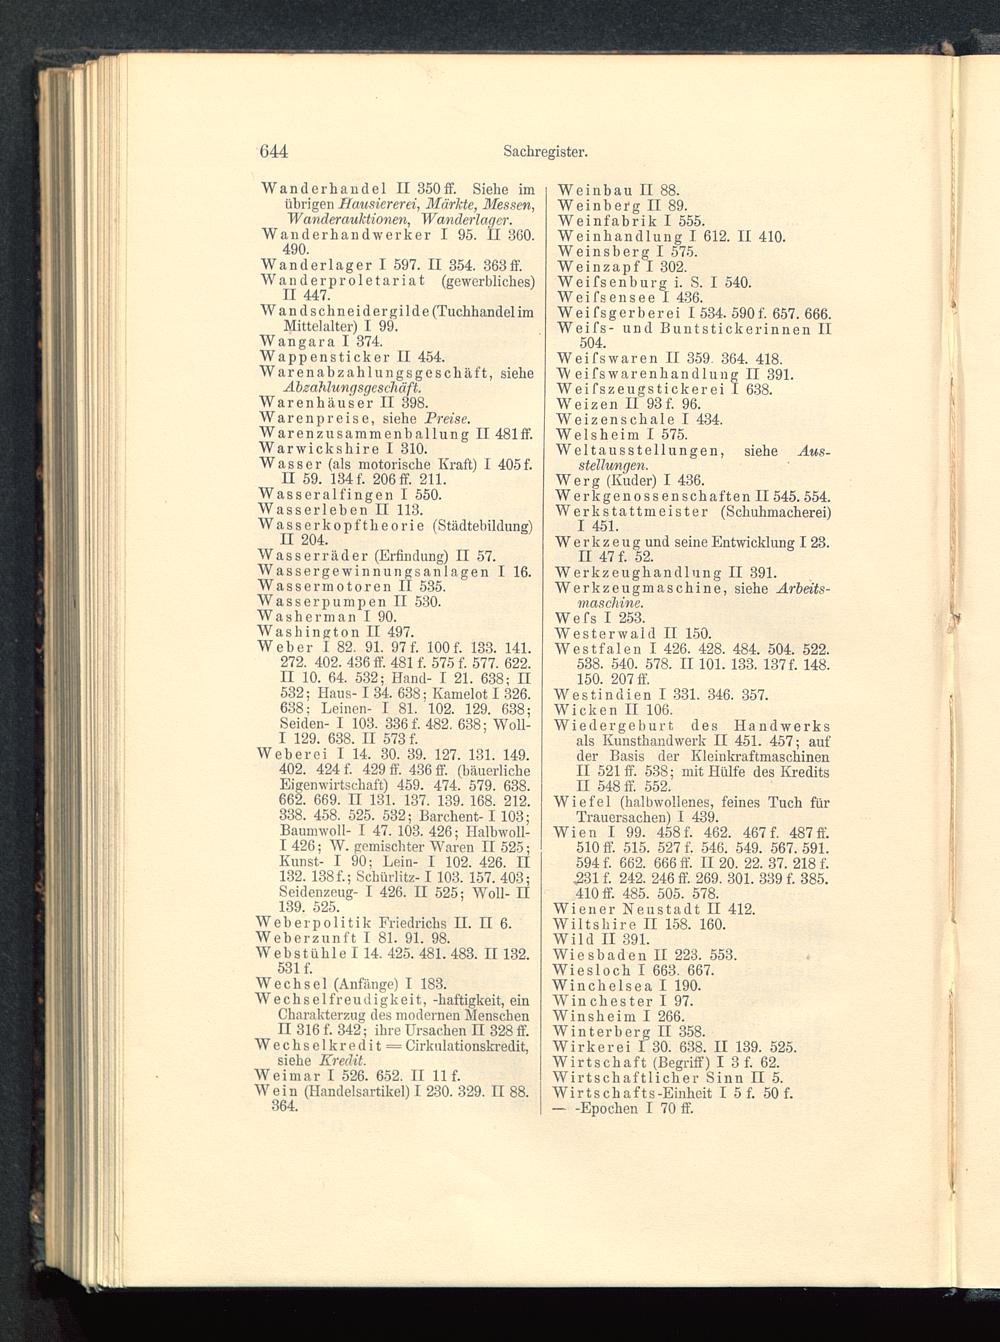 644
Sachregister.
Wanderhandel II 350 ff. Siehe im
übrigen Hausiererei, Märkte, Messen,
Wanderauktionen, Wanderlager.
Wanderhandwerker I 95. II 360.
490.
Wanderlager I 597. II 354. 363 ff.
Wanderproletariat (gewerbliches)
II 447.
Wandschneidergilde (Tuchhandel im
Mittelalter) I 99.
Wangara I 374.
Wappensticker II 454.
Warenabzahlungsgeschäft, siehe
Abzahlungsgeschäft.
Warenhäuser II 398.
Warenpreise, siehe Preise.
Warenzusammenballung II 481 ff.
Warwickshire I 310.
Wasser (als motorische Kraft) I 405 f.
II 59. 134 f. 206 ff. 211.
Wasseralfingen I 550.
Wasserleben II 113.
Wasserkopftheorie (Städtebildung)
II 204.
Wasserräder (Erfindung) II 57.
Wassergewinnungsanlagen I 16.
Wassermotoren II 535.
Wasserpumpen II 530.
Washerman I 90.
Washington II 497.
Weber I 82. 91. 97 f. 100 f. 133. 141.
272. 402. 436 ff. 481 f. 575 f. 577. 622.
II 10. 64. 532; Hand- I 21. 638; II
532; Haus- I 34. 638; Kamelot I 326.
638; Leinen- I 81. 102. 129. 638;
Seiden- I 103. 336 f. 482. 638; Woll-
I 129. 638. II 573 f.
Weberei I 14. 30. 39. 127. 131. 149.
402. 424 f. 429 ff. 436 ff. (bäuerliche
Eigenwirtschaft) 459. 474. 579. 638.
662. 669. II 131. 137. 139. 168. 212.
338. 458. 525. 532; Barchent- I 103;
Baumwoll- I 47. 103. 426; Halbwoll-
I 426; W. gemischter Waren II 525;
Kunst- I 90; Lein- I 102. 426. II
132. 138 f.; Schürlitz- I 103. 157. 403;
Seidenzeug- I 426. II 525; Woll- II
139. 525.
Weberpolitik Friedrichs II. II 6.
Weberzunft I 81. 91. 98.
Webstühle I 14. 425. 481. 483. II 132.
531 f.
Wechsel (Anfänge) I 183.
Wechselfreudigkeit, -haftigkeit, ein
Charakterzug des modernen Menschen
II 316 f. 342; ihre Ursachen II 328 ff.
Wechselkredit = Cirkulationskredit,
siehe Kredit.
Weimar I 526. 652. II 11 f.
Wein (Handelsartikel) I 230. 329. II 88.
364.
Weinbau II 88.
Weinberg II 89.
Weinfabrik I 555.
Weinhandlung I 612. II 410.
Weinsberg I 575.
Weinzapf I 302.
Weifsenburg i. S. I 540.
Weifsensee I 436.
Weifsgerberei I 534. 590 f. 657. 666.
Weifs- und Buntstickerinnen II
504.
Weifswaren II 359. 364. 418.
Weifswarenhandlung II 391.
Weifszeugstickerei I 638.
Weizen II 93 f. 96.
Weizenschale I 434.
Welsheim I 575.
Weltausstellungen, siehe Aus-
stellungen.
Werg (Kuder) I 436.
Werkgenossenschaften II 545. 554.
Werkstattmeister (Schuhmacherei)
I 451.
Werkzeug und seine Entwicklung I 23.
II 47 f. 52.
Werkzeughandlung II 391.
Werkzeugmaschine, siehe Arbeits-
maschine.
Wefs I 253.
Westerwald II 150.
Westfalen I 426. 428. 484. 504. 522.
538. 540. 578. II 101. 133. 137 f. 148.
150. 207 ff.
Westindien I 331. 346. 357.
Wicken II 106.
Wiedergeburt des Handwerks
als Kunsthandwerk II 451. 457; auf
der Basis der Kleinkraftmaschinen
II 521 ff. 538; mit Hülfe des Kredits
II 548 ff. 552.
Wiefel (halbwollenes, feines Tuch für
Trauersachen) I 439.
Wien I 99. 458 f. 462. 467 f. 487 ff.
510 ff. 515. 527 f. 546. 549. 567. 591.
594 f. 662. 666 ff. II 20. 22. 37. 218 f.
231 f. 242. 246 ff. 269. 301. 339 f. 385.
410 ff. 485. 505. 578.
Wiener Neustadt II 412.
Wiltshire II 158. 160.
Wild II 391.
Wiesbaden II 223. 553.
Wiesloch I 663. 667.
Winchelsea I 190.
Winchester I 97.
Winsheim I 266.
Winterberg II 358.
Wirkerei I 30. 638. II 139. 525.
Wirtschaft (Begriff) I 3 f. 62.
Wirtschaftlicher Sinn II 5.
Wirtschafts-Einheit I 5 f. 50 f.
— -Epochen I 70 ff.